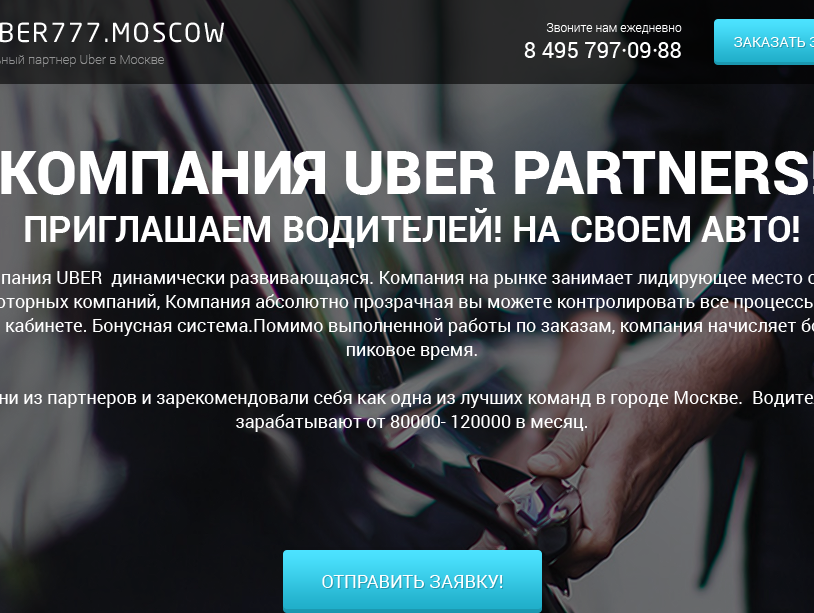 BER777.MOSCOW
Звоните нам ежедневно
8 495 797·09·88
ЗАКАЗАТЬ
ный партнер Uber в Москве
КОМПАНИЯ UBER PARTNERS!
ПРИГЛАШАЕМ ВОДИТЕЛЕЙ! НА СВОЕМ АВТО!
пания UBER динамически развивающаяся. Компания на рынке занимает лидирующее место
оторных компаний, Компания абсолютно прозрачная вы можете контролировать все процессы
кабинете. Бонусная система.Помимо выполненной работы по заказам, компания начисляет
пиковое время.
ни из партнеров и зарекомендовали себя как одна из лучших команд в городе Москве. Водите
зарабатывают от 80000- 120000 в месяц.
ОТПРАВИТЬ ЗАЯВКУ!